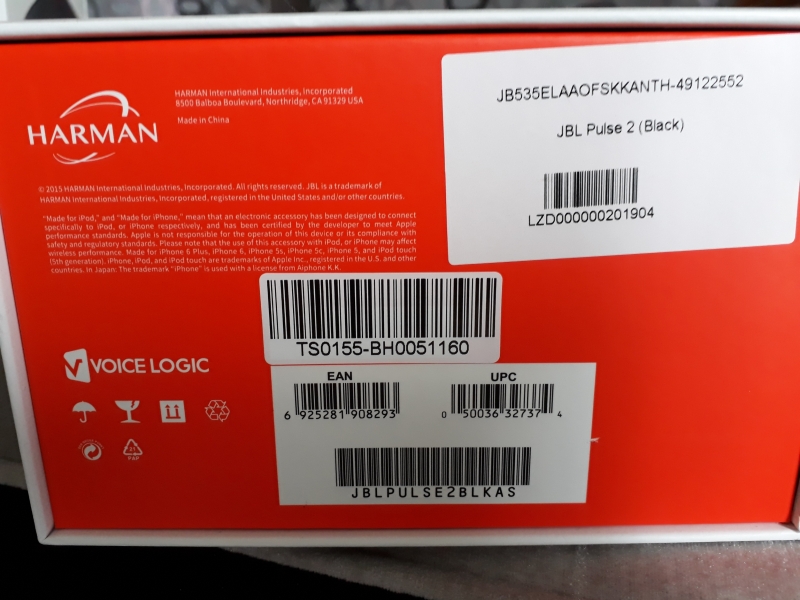 HARMAN
HARMAN International Industries, Incorporated
8500 Balboa Boulevard, Northridge, CA 91329 USA
Made in China
© 2015 HARMAN International Industries, Incorporated. All rights reserved. JBL is a trademark of
HARMAN International Industries, Incorporated, registered in the United States and/or other countries.
"Made for iPod," and "Made for iPhone," mean that an electronic accessory has been designed to connect
specifically to iPod, or iPhone respectively, and has been certified by the developer to meet Apple
performance standards. Apple is not responsible for the operation of this device or its compliance with
safety and regulatory standards. Please note that the use of this accessory with iPod, or iPhone may affect
wireless performance. Made for iPhone 6 Plus, iPhone 6, iPhone 5s, iPhone 5c, iPhone 5, and iPod touch
(5th generation). iPhone, iPod, and iPod touch are trademarks of Apple Inc., registered in the U.S. and other
countries. In Japan: The trademark "iPhone" is used with a license from Aiphone K.K.
JB535ELAAOFSKKANTH-49122552
JBL Pulse 2 (Black)
LZD000000201904
TS0155-BH0051160
VOICE LOGIC
EAN
6 925281 908293
UPC
0 50036 32737 4
JBLPULSE2BLKAS
21
PAP